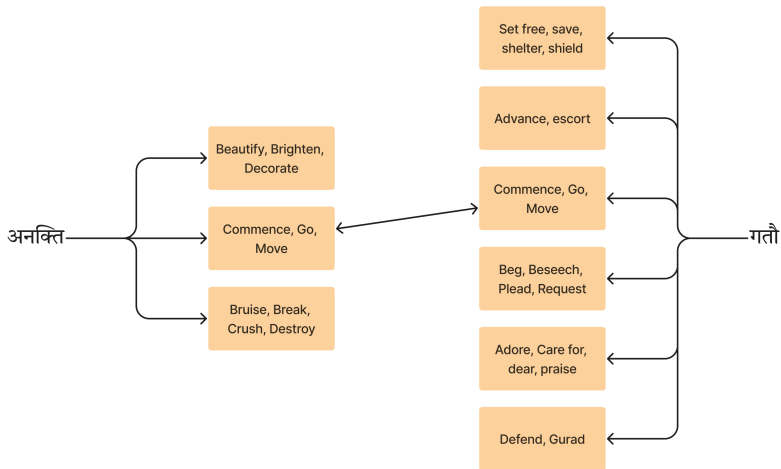 अनक्ति
Beautify, Brighten,
Decorate
Commence, Go,
Move
Bruise, Break,
Crush, Destroy
Set free, save,
shelter, shield
Advance, escort
Commence, Go,
Move
Beg, Beseech,
Plead, Request
Adore, Care for,
dear, praise
Defend, Gurad
गतौ